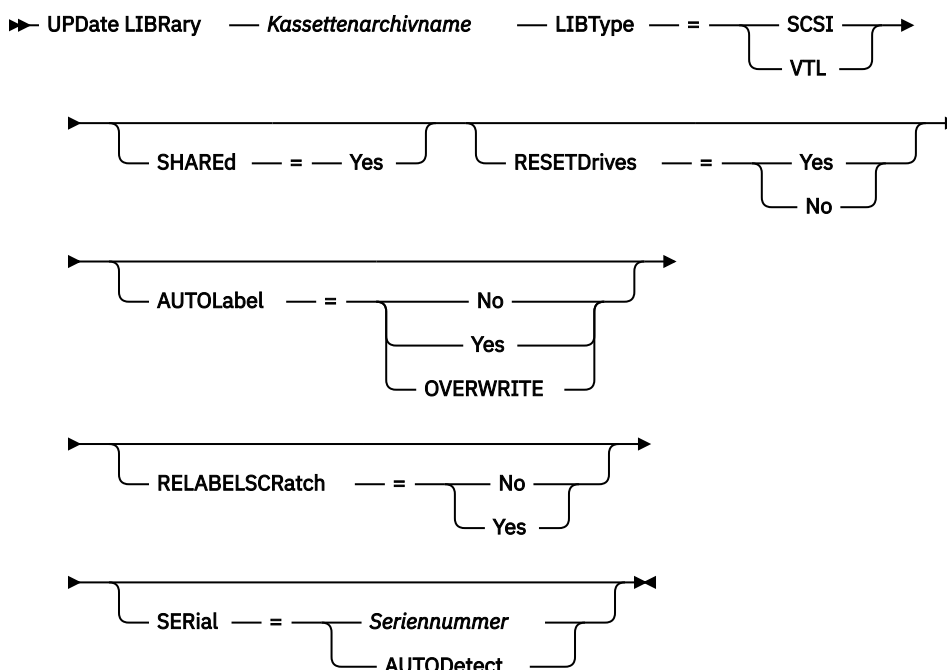 UPDate LIBRary Kassettenarchivname LIBType = SCSI
VTL
SHAREd = Yes RESETDrives = Yes
No
AUTOLabel = No
Yes
OVERWRITE
RELABELSCRatch = No
Yes
SERial = Seriennummer
AUTODetect